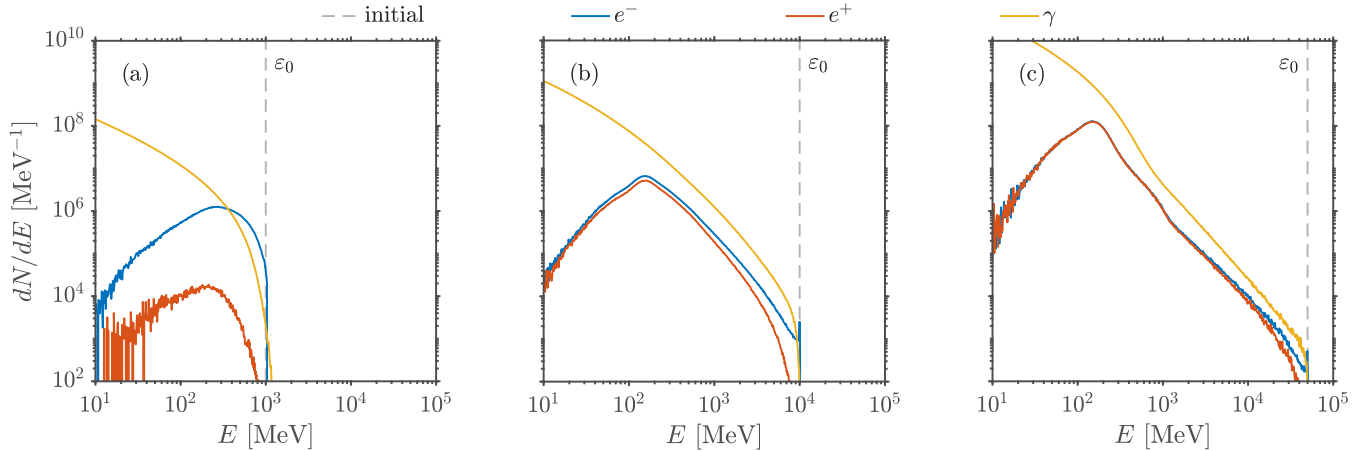 initial e⁻ e⁺ γ
(a) ε₀
(b) ε₀
(c) ε₀
10¹⁰
10⁸
10⁶
10⁴
10²
dN/dE [MeV⁻¹]
10¹ 10² 10³ 10⁴ 10⁵
10¹ 10² 10³ 10⁴ 10⁵
10¹ 10² 10³ 10⁴ 10⁵
E [MeV]
E [MeV]
E [MeV]